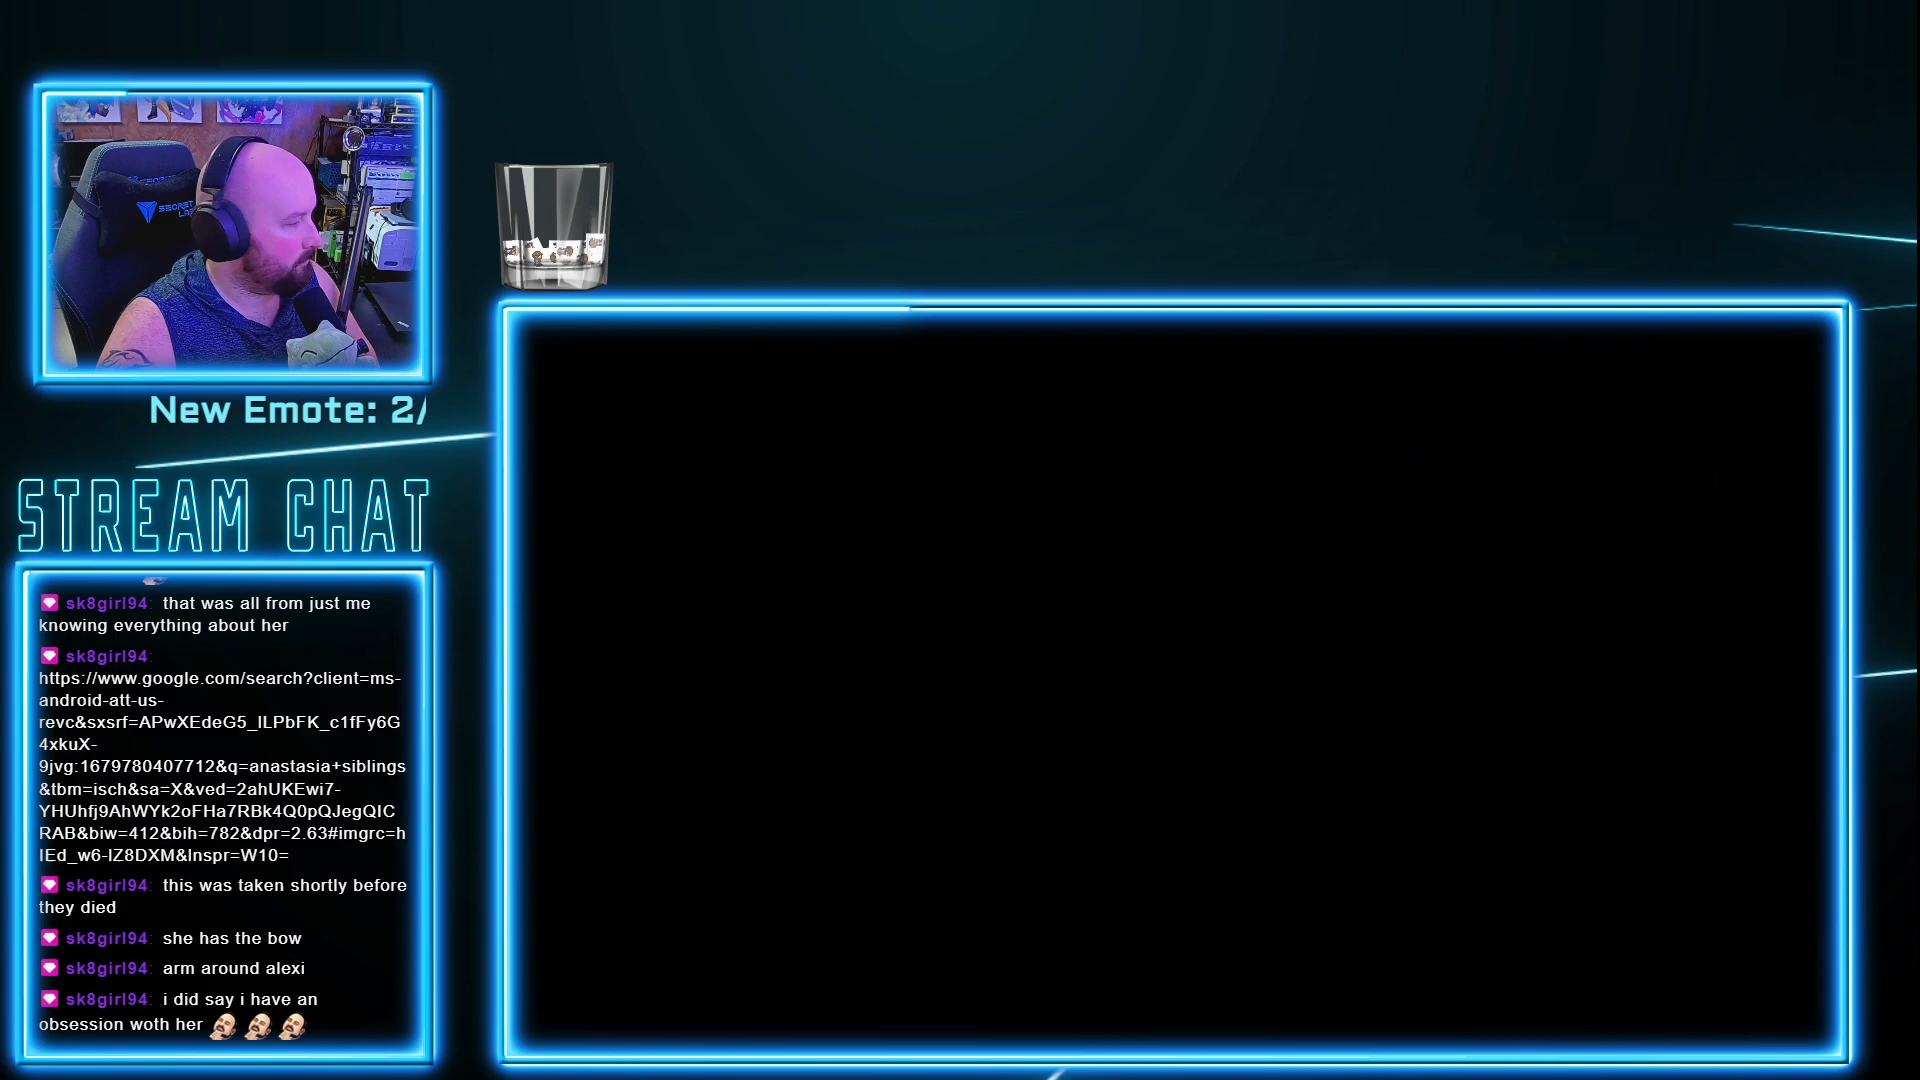 SECRET
LAB
New Emote: 2/
STREAM CHAT
sk8girl94: that was all from just me
knowing everything about her
sk8girl94:
https://www.google.com/search?client=ms-
android-att-us-
revc&sxsrf=APwXEdeG5_ILPbFK_c1fFy6G
4xkuX-
9jvg:1679780407712&q=anastasia+siblings
&tbm=isch&sa=X&ved=2ahUKEwi7-
YHUhfj9AhWYk2oFHa7RBk4Q0pQJegQIC
RAB&biw=412&bih=782&dpr=2.63#imgrc=h
IEd_w6-IZ8DXM&lnspr=W10=
sk8girl94: this was taken shortly before
they died
sk8girl94: she has the bow
sk8girl94: arm around alexi
sk8girl94: i did say i have an
obsession woth her